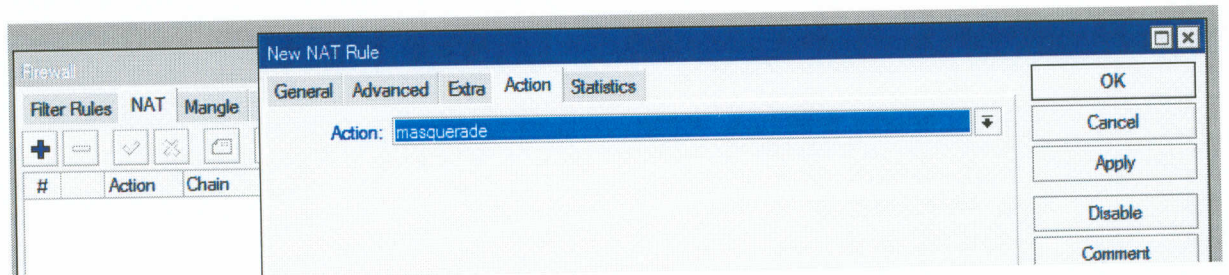 Firewall
Filter Rules NAT Mangle
# Action Chain
New NAT Rule
General Advanced Extra Action Statistics
Action: masquerade
OK
Cancel
Apply
Disable
Comment